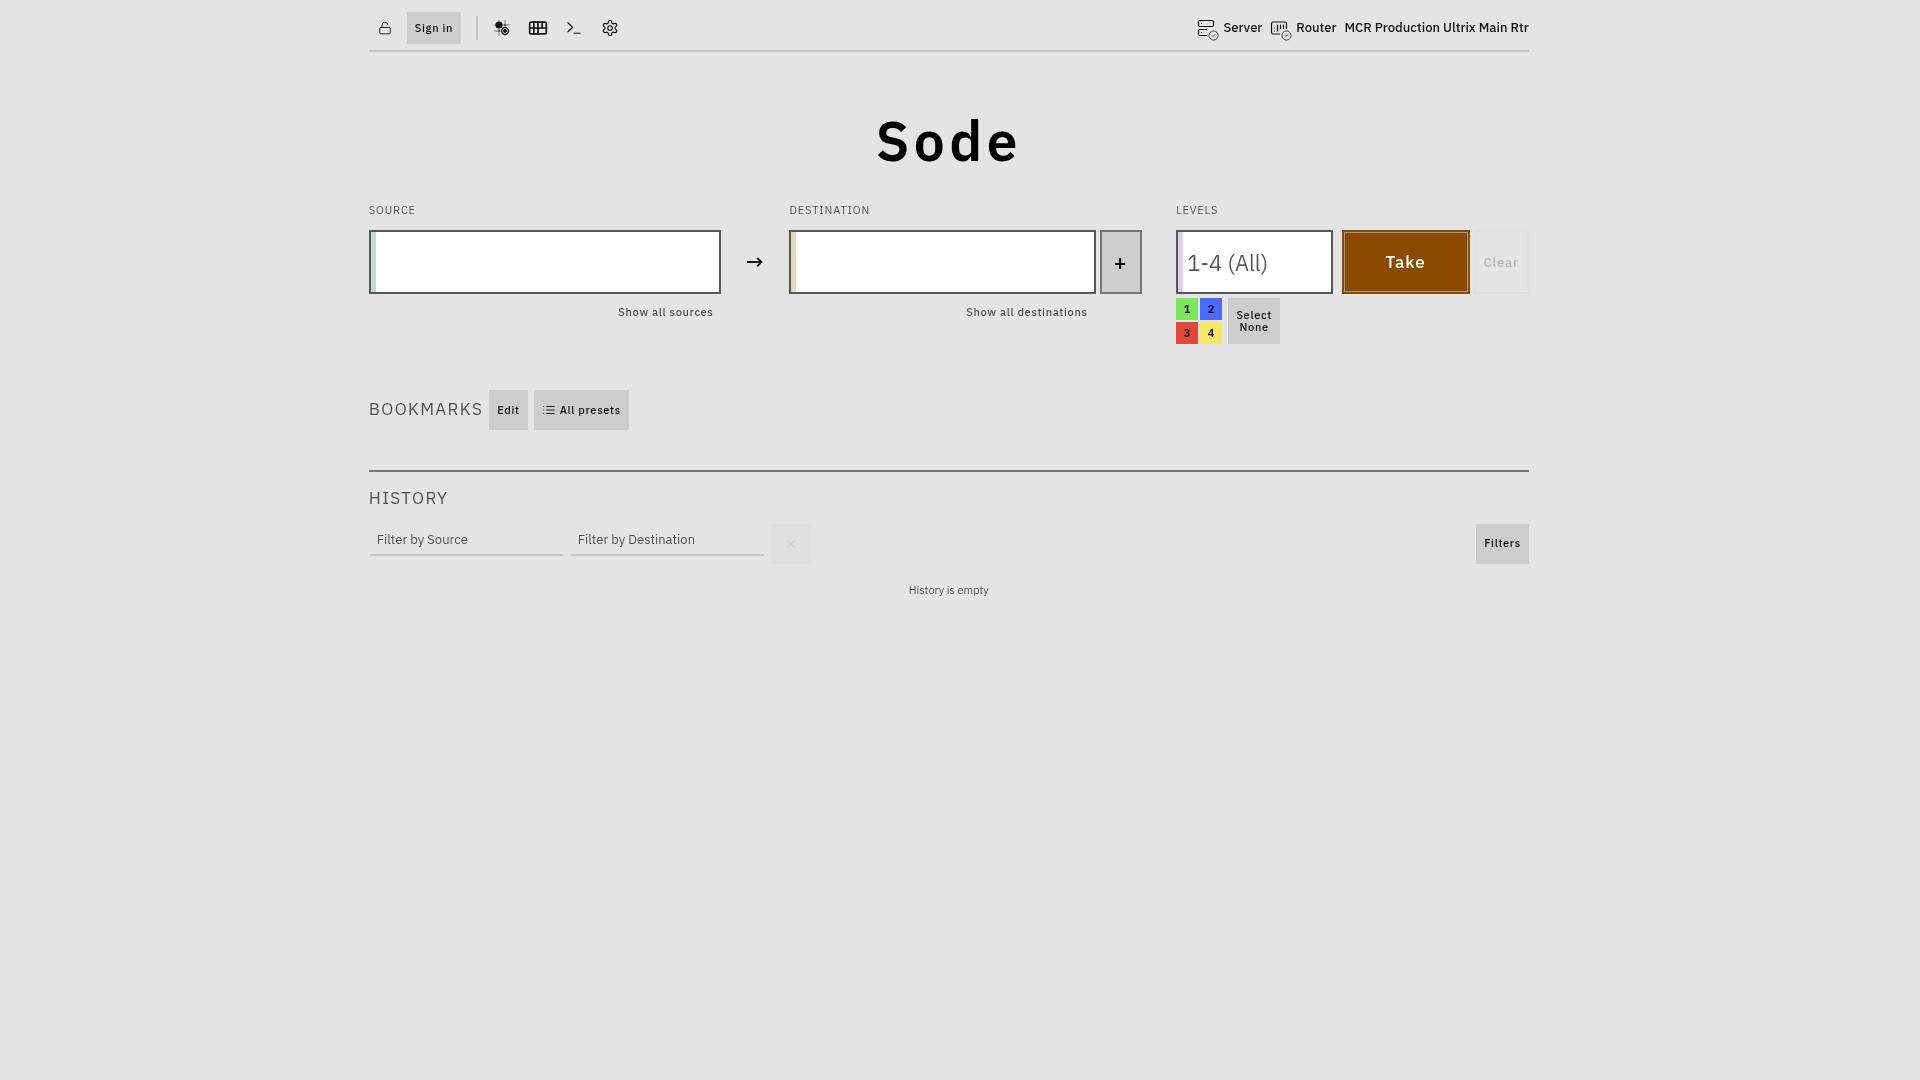 Sign in
Server Router MCR Production Ultrix Main Rtr
Sode
SOURCE
DESTINATION
LEVELS
→
+
1-4 (All)
Take
Clear
Show all sources
Show all destinations
1 2
3 4
Select
None
BOOKMARKS Edit All presets
HISTORY
Filter by Source
Filter by Destination
Filters
History is empty